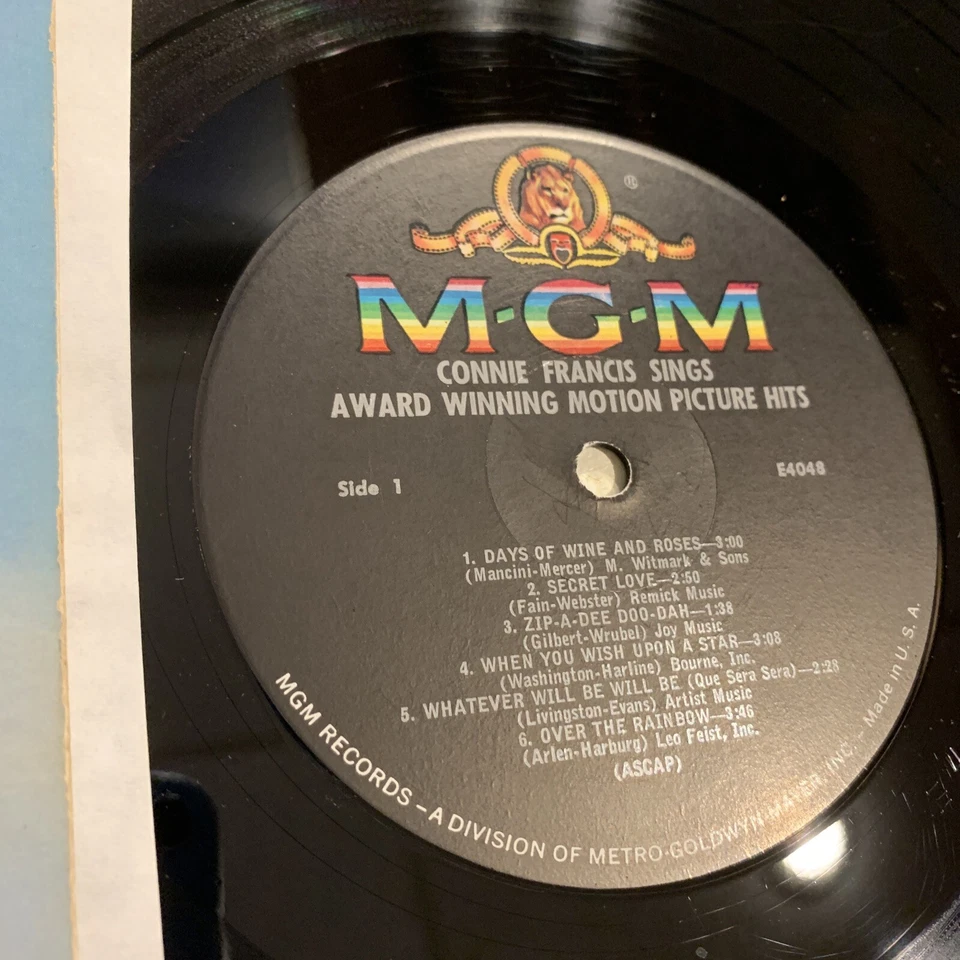 ®
M·G·M
CONNIE FRANCIS SINGS
AWARD WINNING MOTION PICTURE HITS
Side 1
E4048
1. DAYS OF WINE AND ROSES—3:00
(Mancini-Mercer) M. Witmark & Sons
2. SECRET LOVE—2:50
(Fain-Webster) Remick Music
3. ZIP-A-DEE DOO-DAH—1:38
(Gilbert-Wrubel) Joy Music
4. WHEN YOU WISH UPON A STAR—3:08
(Washington-Harline) Bourne, Inc.
5. WHATEVER WILL BE WILL BE (Que Sera Sera)—2:28
(Livingston-Evans) Artist Music
6. OVER THE RAINBOW—3:46
(Arlen-Harburg) Leo Feist, Inc.
(ASCAP)
MGM RECORDS – A DIVISION OF METRO-GOLDWYN-MAYER, INC. – Made in U. S. A.